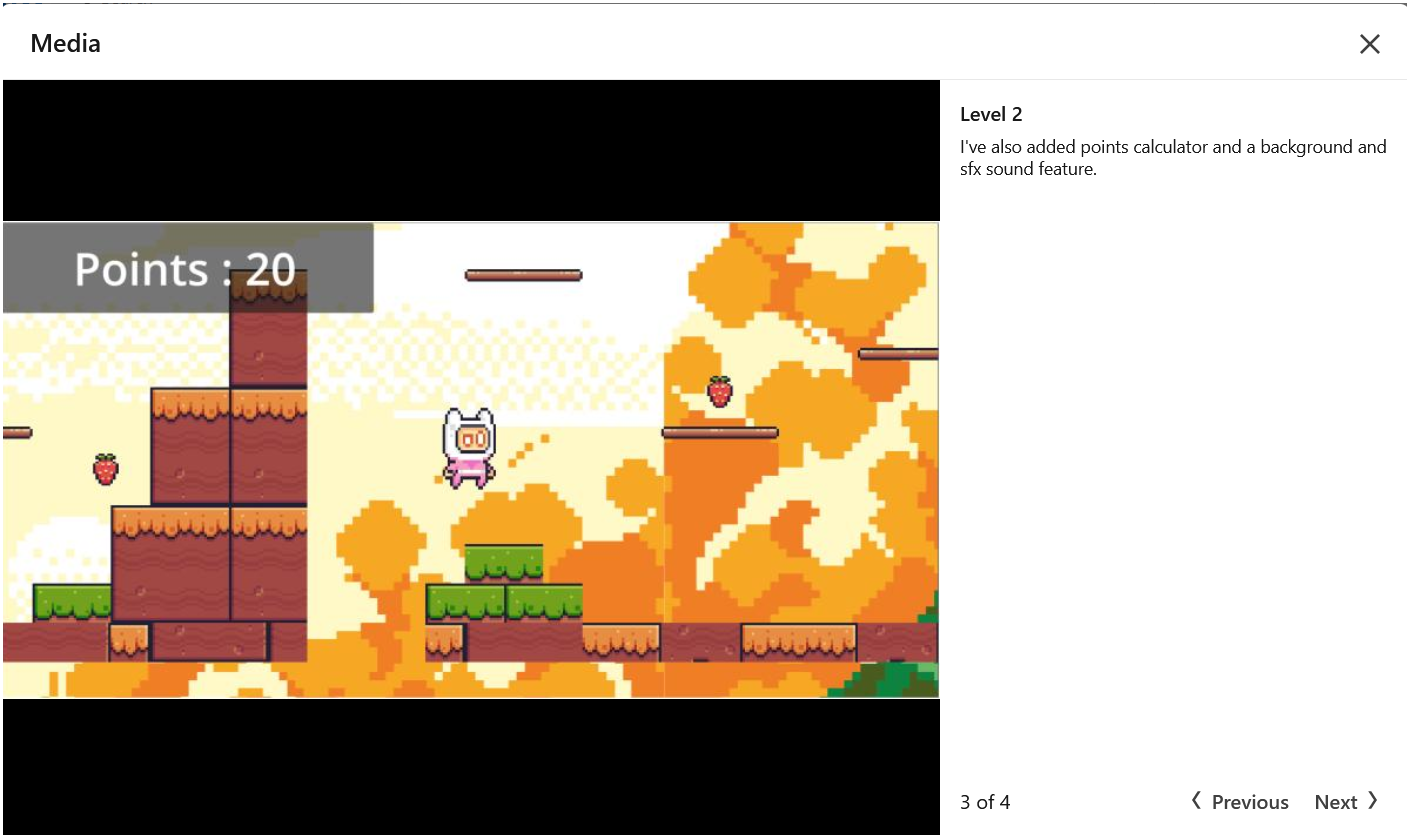 Media
Level 2
I've also added points calculator and a background and
sfx sound feature.
Points : 20
3 of 4
Previous
Next